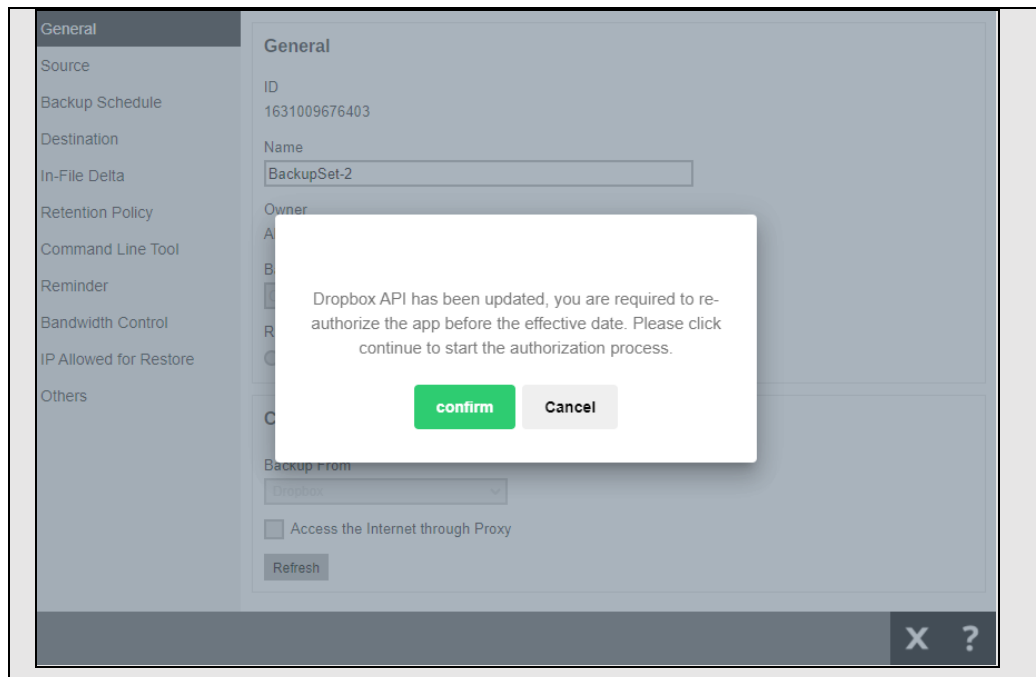 General
Source
Backup Schedule
Destination
In-File Delta
Retention Policy
Command Line Tool
Reminder
Bandwidth Control
IP Allowed for Restore
Others
General
ID
1631009676403
Name
BackupSet-2
Owner
Dropbox API has been updated, you are required to re-
authorize the app before the effective date. Please click
continue to start the authorization process.
confirm Cancel
Backup From
Dropbox
Access the Internet through Proxy
Refresh
X ?